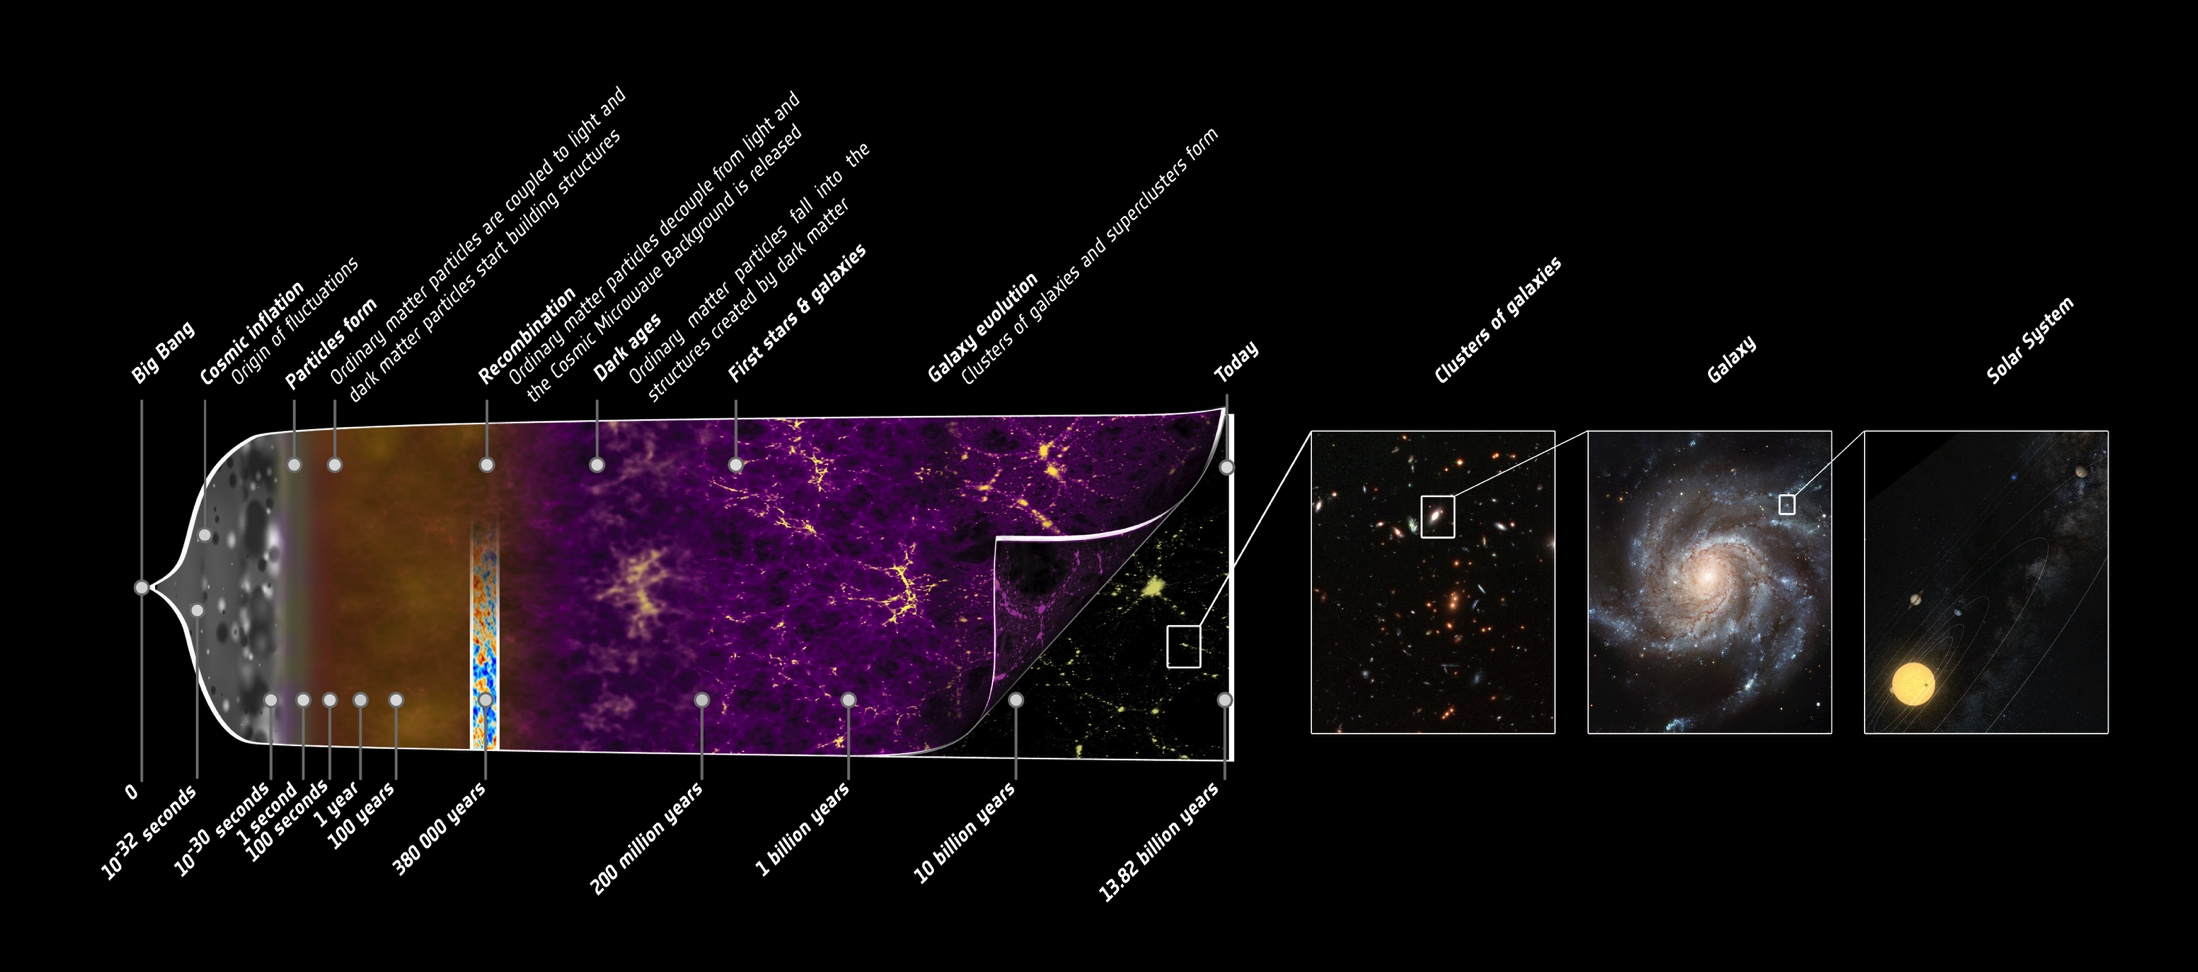 Big Bang
Cosmic inflation
Origin of fluctuations
Particles form
Ordinary matter particles are coupled to light and
dark matter particles start building structures
Recombination
Ordinary matter particles decouple from light and
the Cosmic Microwave Background is released
Dark ages
Ordinary matter particles fall into the
structures created by dark matter
First stars & galaxies
Galaxy evolution
Clusters of galaxies and superclusters form
Today
Clusters of galaxies
Galaxy
Solar System
0
10-32 seconds
10-30 seconds
1 second
100 seconds
1 year
100 years
380 000 years
200 million years
1 billion years
10 billion years
13.82 billion years